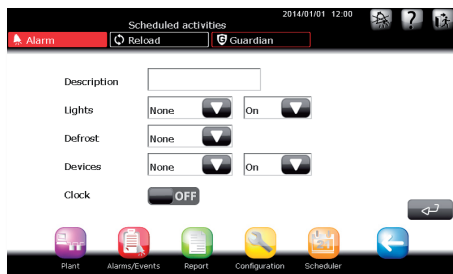 Scheduled activities
2014/01/01 12:00
Alarm
Reload
Guardian
Description
Lights None On
Defrost None
Devices None On
Clock OFF
Plant Alarms/Events Report Configuration Scheduler